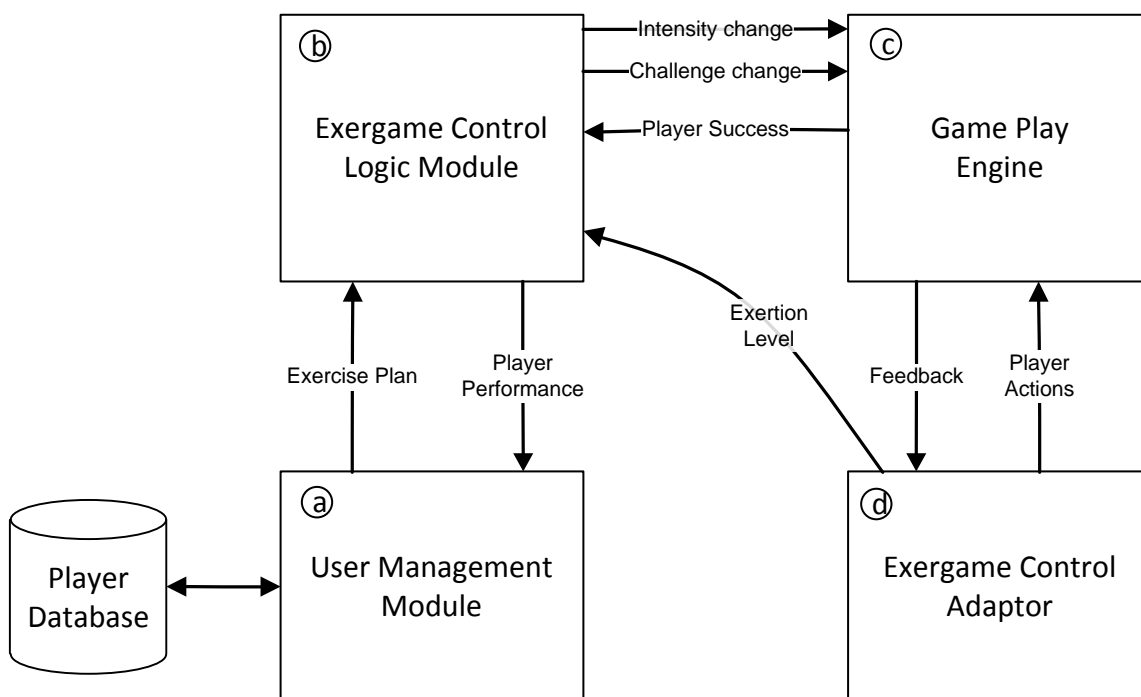 b
Exergame Control
Logic Module
Intensity change
Challenge change
Player Success
c
Game Play
Engine
Exertion
Level
Exercise Plan
Player
Performance
Feedback
Player
Actions
Player
Database
a
User Management
Module
d
Exergame Control
Adaptor